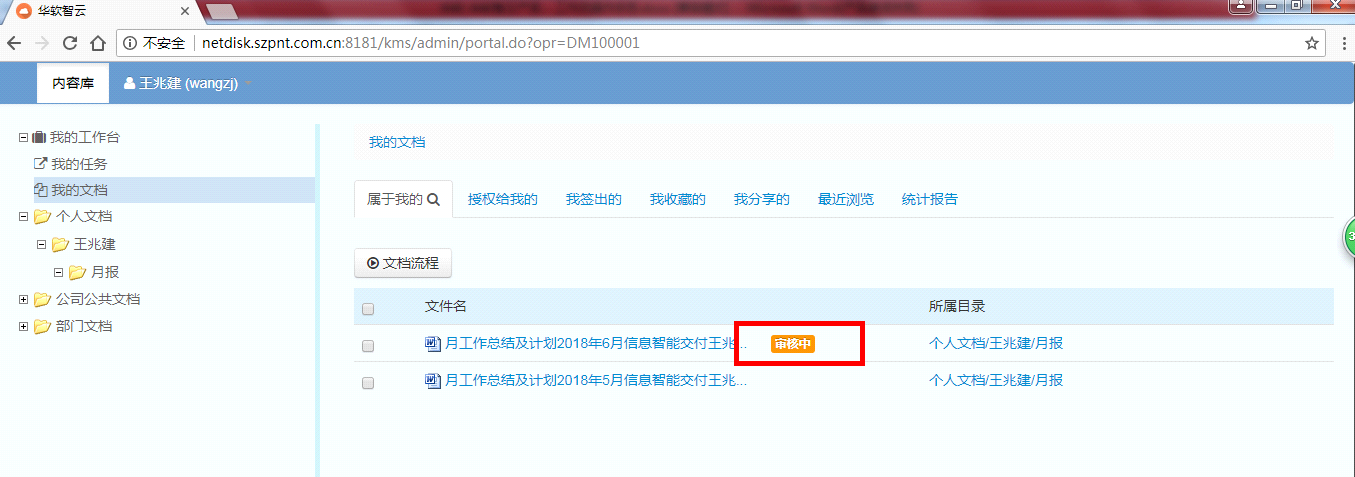 华软智云
不安全 netdisk.szpnt.com.cn:8181/kms/admin/portal.do?opr=DM100001
内容库 王兆建 (wangzj)
我的工作台
我的任务
我的文档
个人文档
王兆建
月报
公司公共文档
部门文档
我的文档
属于我的 授权给我的 我签出的 我收藏的 我分享的 最近浏览 统计报告
文档流程
文件名 所属目录
月工作总结及计划2018年6月信息智能交付王兆... 审核中 个人文档/王兆建/月报
月工作总结及计划2018年5月信息智能交付王兆... 个人文档/王兆建/月报